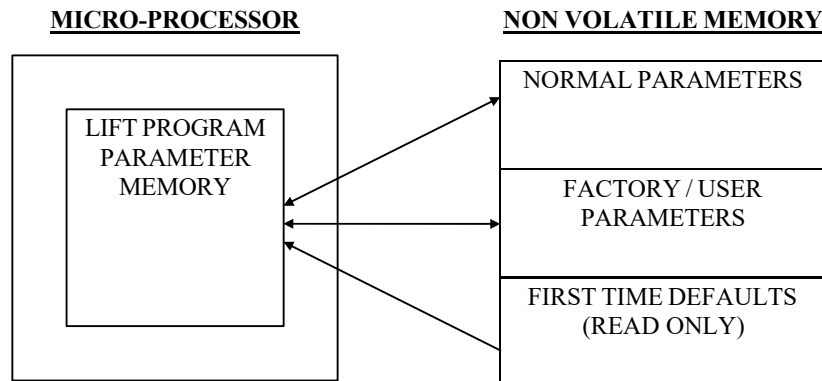 MICRO-PROCESSOR
NON VOLATILE MEMORY
LIFT PROGRAM
PARAMETER
MEMORY
NORMAL PARAMETERS
FACTORY / USER
PARAMETERS
FIRST TIME DEFAULTS
(READ ONLY)